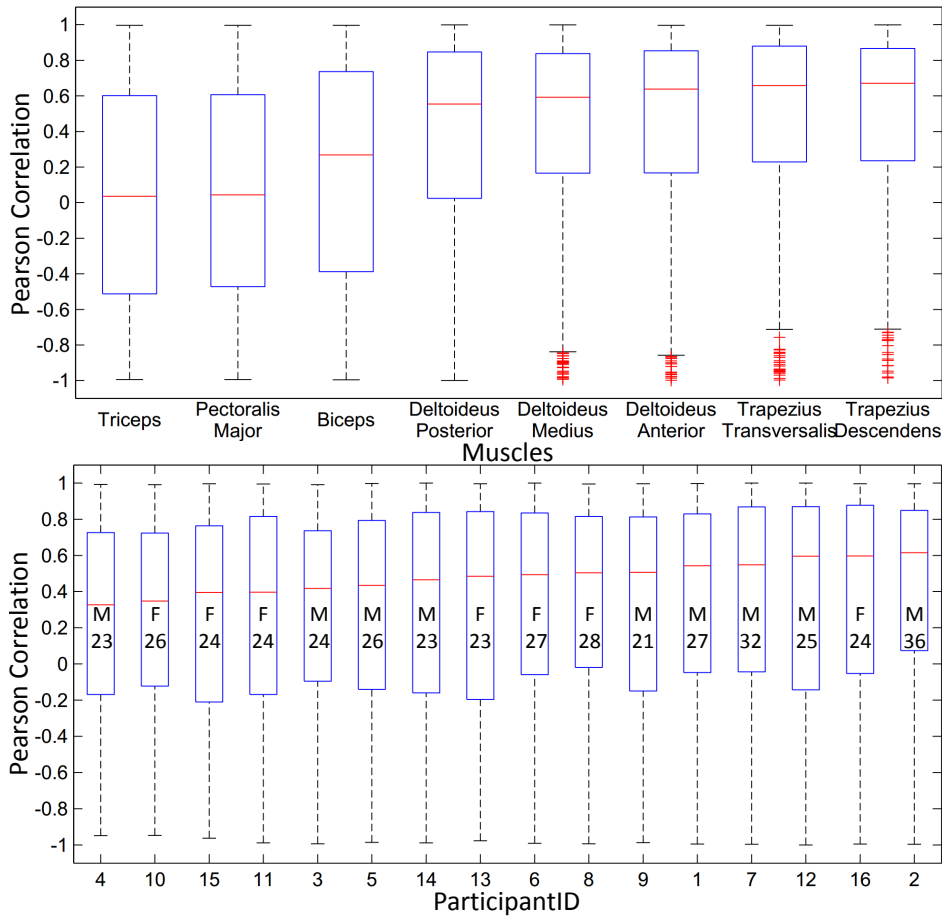 1
0.8
0.6
0.4
0.2
0
-0.2
-0.4
-0.6
-0.8
-1
Pearson Correlation
Triceps
Pectoralis
Major
Biceps
Deltoideus
Posterior
Deltoideus
Medius
Deltoideus
Anterior
Trapezius
Transversalis
Trapezius
Descendens
Muscles
1
0.8
0.6
0.4
0.2
0
-0.2
-0.4
-0.6
-0.8
-1
Pearson Correlation
M F F F M M M F F F M M M M F M
23 26 24 24 24 26 23 23 27 28 21 27 32 25 24 36
4 10 15 11 3 5 14 13 6 8 9 1 7 12 16 2
ParticipantID